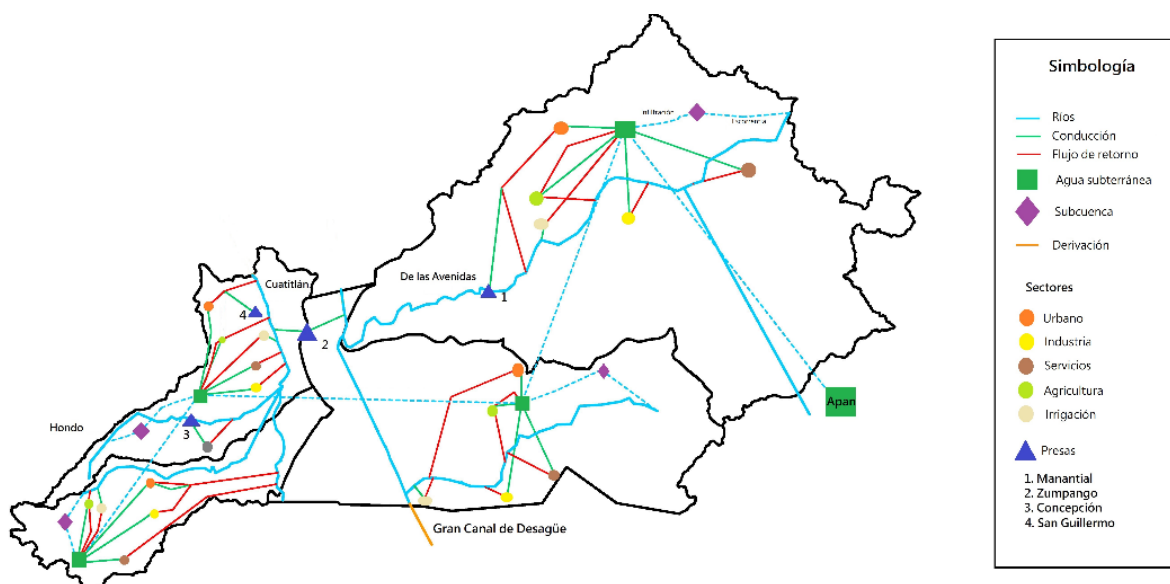 nfiltración
Escorrentía
De las Avenidas
1
Cuatitlán
4
2
Hondo
3
Apan
Gran Canal de Desagüe
Simbología
Ríos
Conducción
Flujo de retorno
Agua subterránea
Subcuenca
Derivación
Sectores
Urbano
Industria
Servicios
Agricultura
Irrigación
Presas
1. Manantial
2. Zumpango
3. Concepción
4. San Guillermo